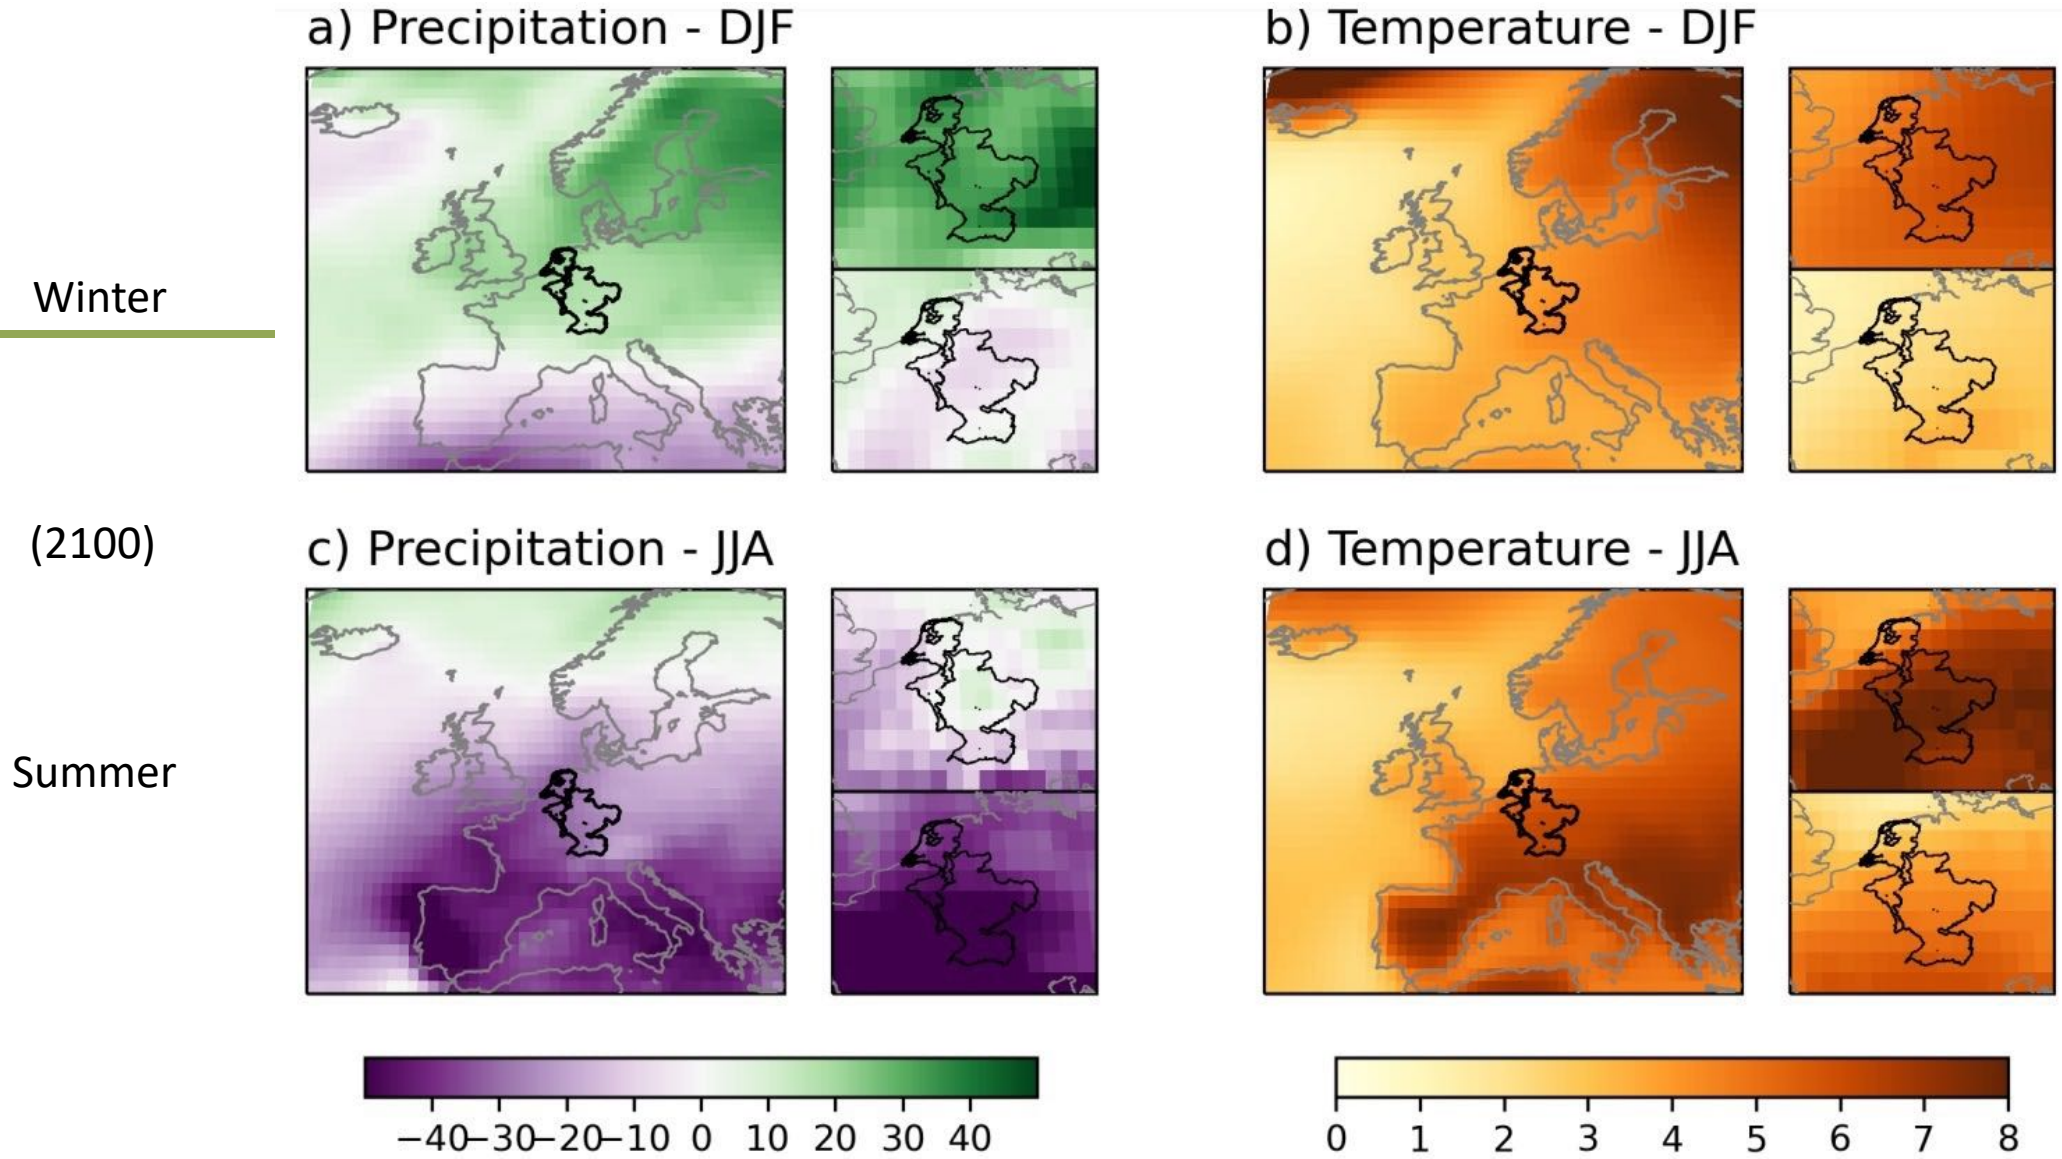 a) Precipitation - DJF
b) Temperature - DJF
Winter
(2100)
c) Precipitation - JJA
d) Temperature - JJA
Summer
−40 −30 −20 −10 0 10 20 30 40
0 1 2 3 4 5 6 7 8